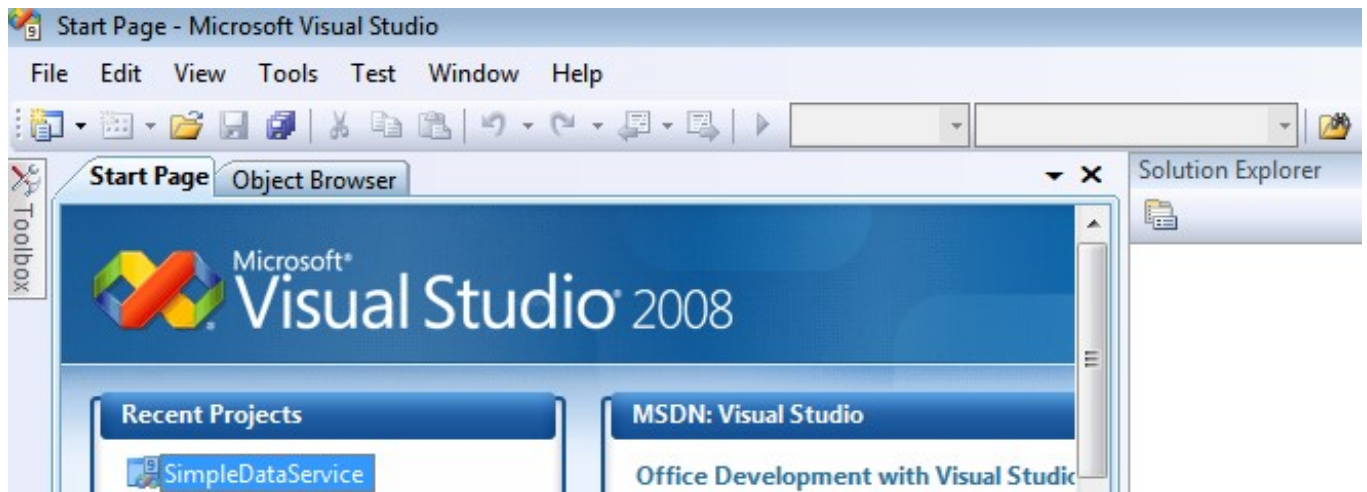 Start Page - Microsoft Visual Studio
File Edit View Tools Test Window Help
Toolbox
Start Page Object Browser
Solution Explorer
Microsoft®
Visual Studio® 2008
Recent Projects
MSDN: Visual Studio
SimpleDataService
Office Development with Visual Studi